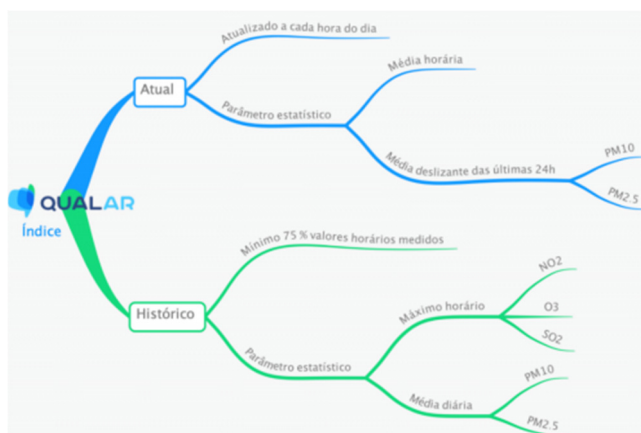 QUALAR
Índice
Atual
Atualizado a cada hora do dia
Parâmetro estatístico
Média horária
Média deslizante das últimas 24h
PM10
PM2.5
Histórico
Mínimo 75 % valores horários medidos
Parâmetro estatístico
Máximo horário
NO2
O3
SO2
Média diária
PM10
PM2.5